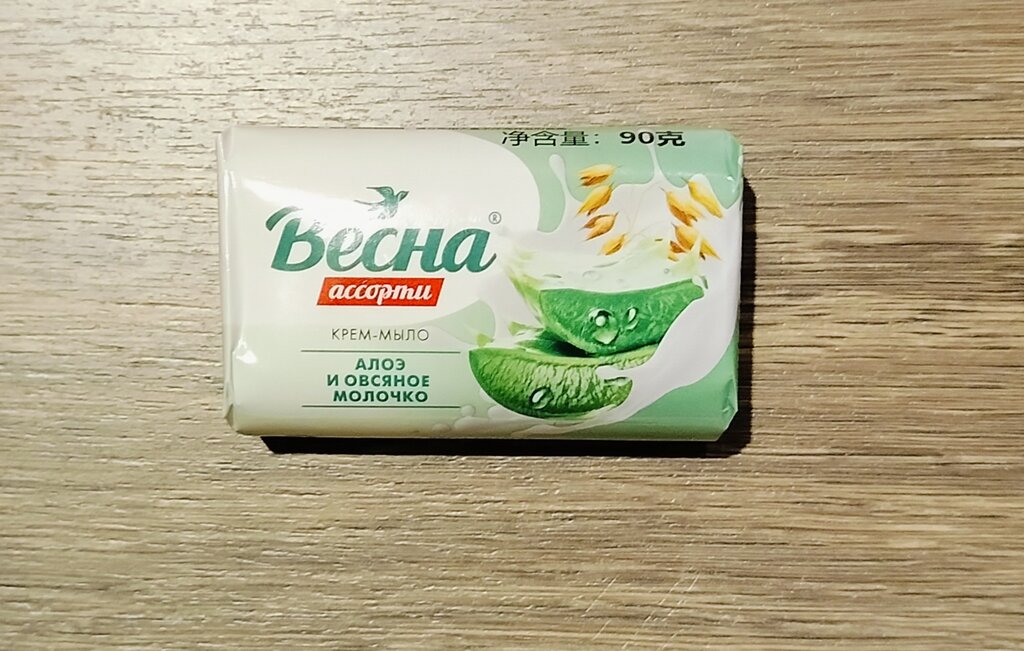 净含量: 90克
Весна®
ассорти
КРЕМ-МЫЛО
АЛОЭ
И ОВСЯНОЕ
МОЛОЧКО